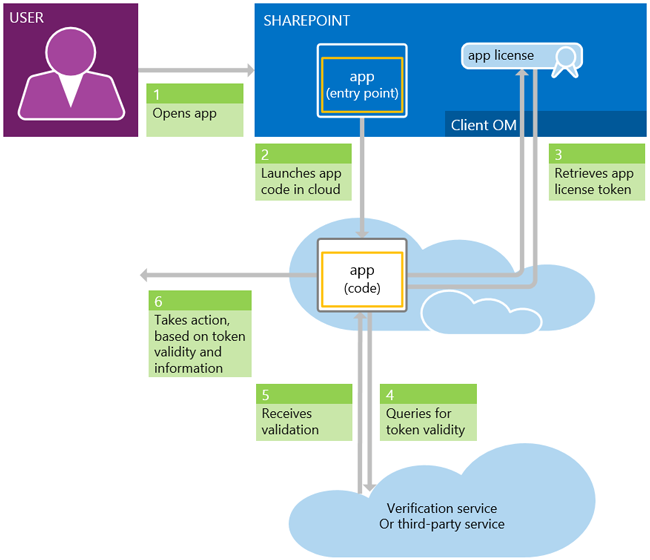 USER
SHAREPOINT
app
(entry point)
app license
Client OM
1
Opens app
2
Launches app
code in cloud
3
Retrieves app
license token
app
(code)
6
Takes action,
based on token
validity and
information
5
Receives
validation
4
Queries for
token validity
Verification service
Or third-party service